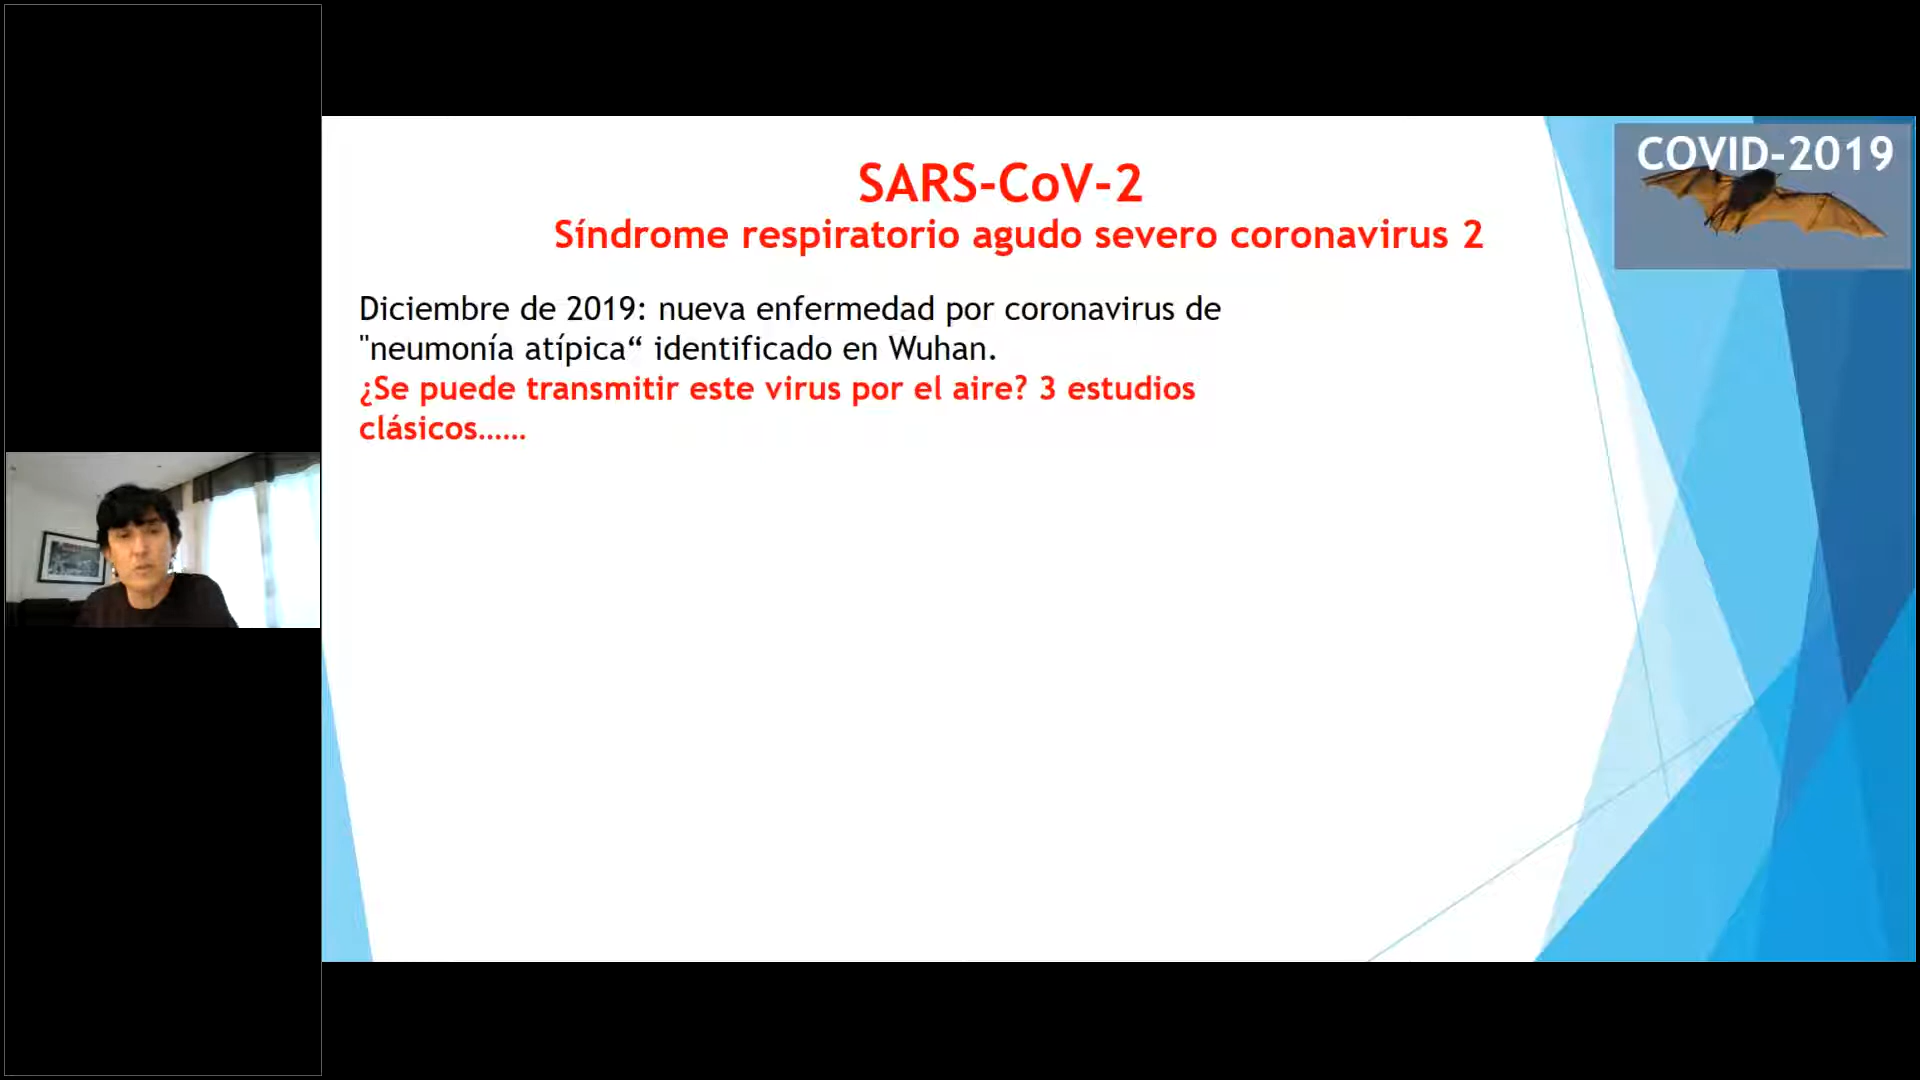 COVID-2019
SARS-CoV-2
Síndrome respiratorio agudo severo coronavirus 2
Diciembre de 2019: nueva enfermedad por coronavirus de
"neumonía atípica“ identificado en Wuhan.
¿Se puede transmitir este virus por el aire? 3 estudios
clásicos......